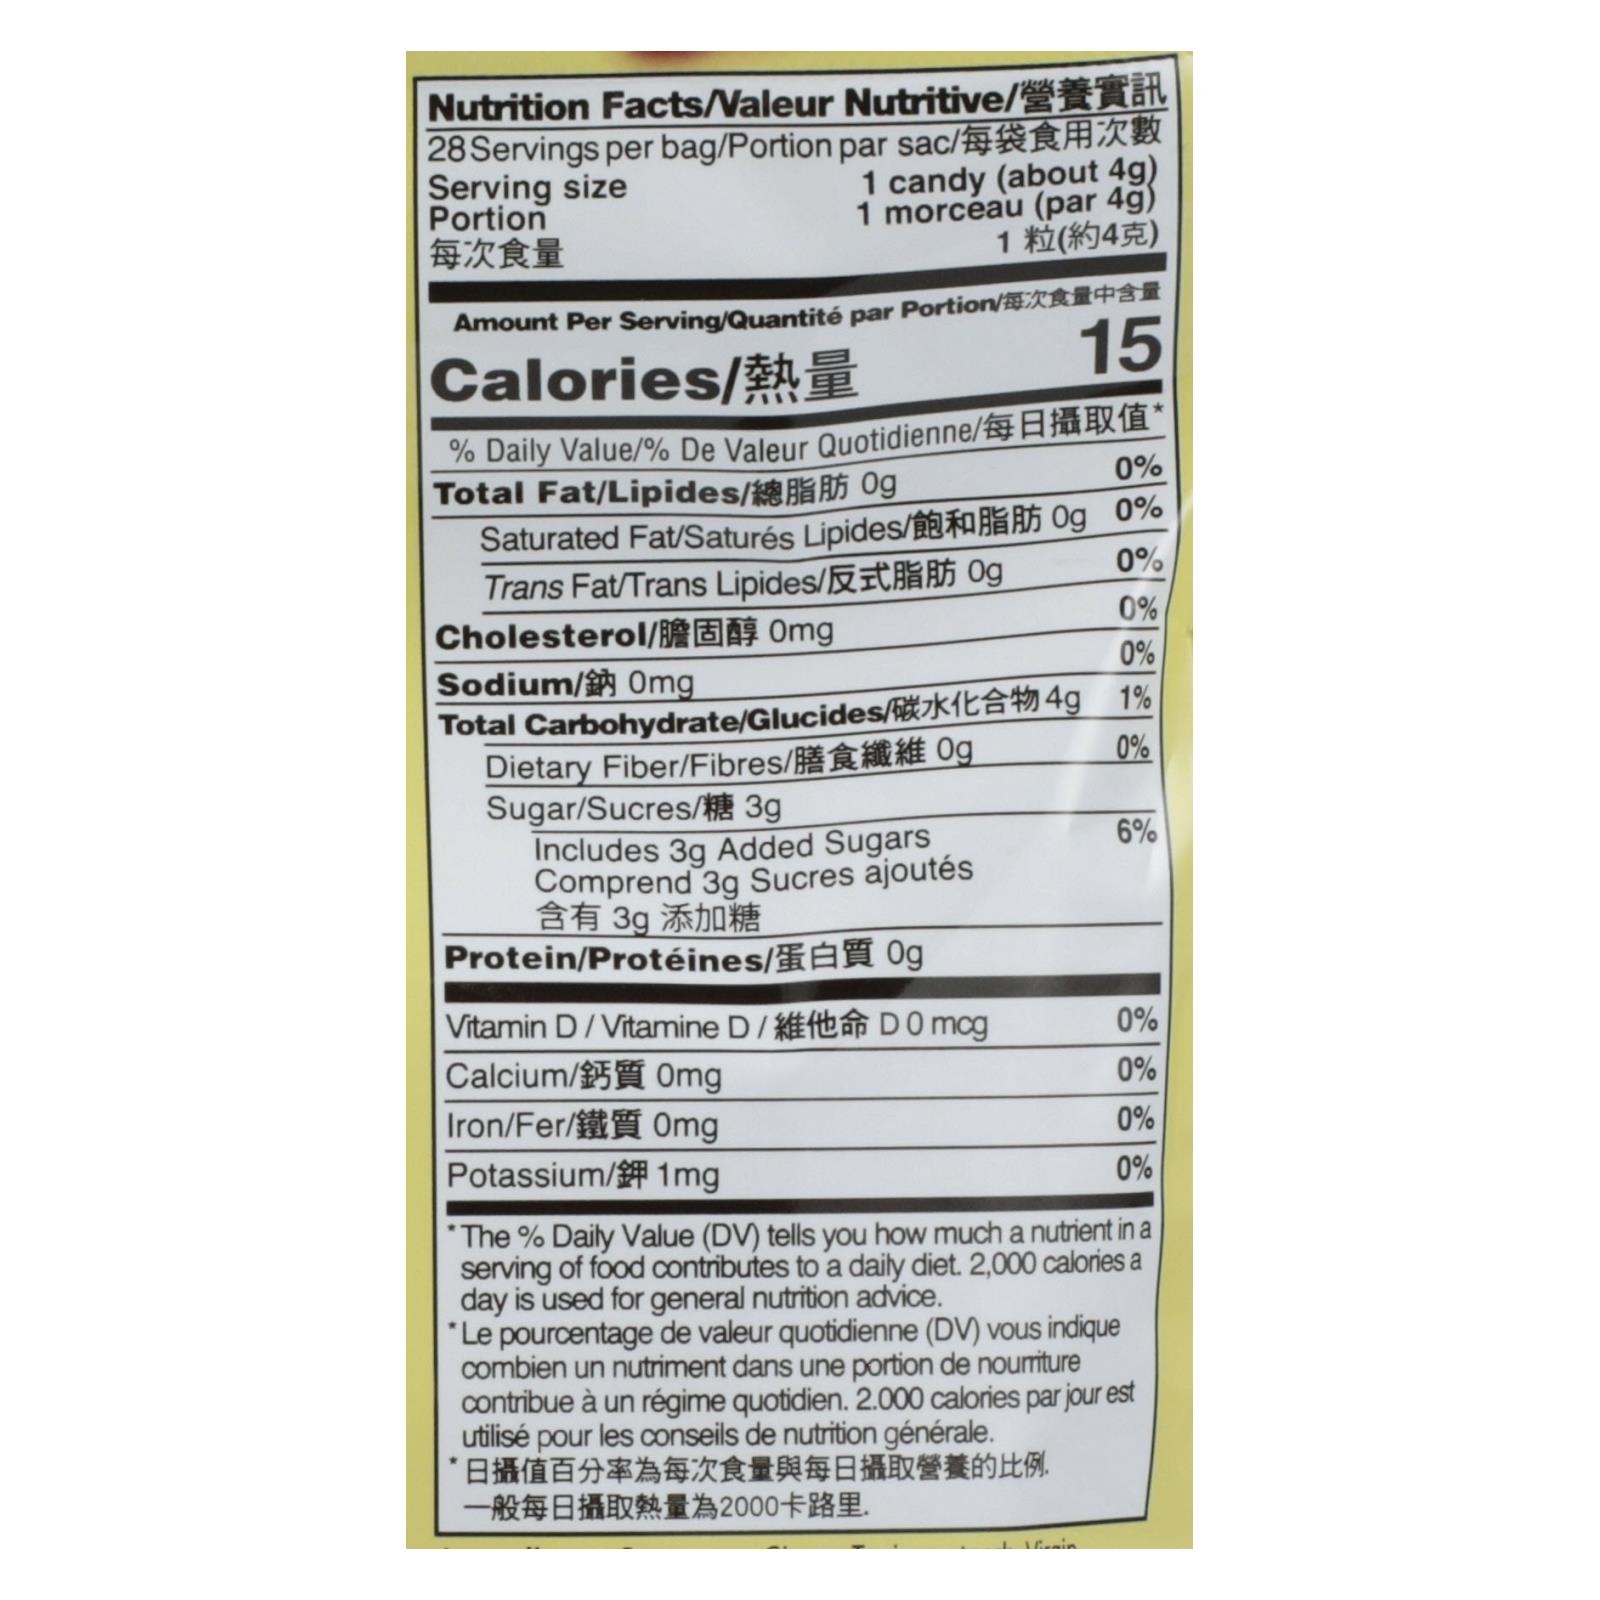 Nutrition Facts/Valeur Nutritive/營養實訊
28 Servings per bag/Portion par sac/每袋食用次數
Serving size 1 candy (about 4g)
Portion 1 morceau (par 4g)
每次食量 1 粒(約4克)
Amount Per Serving/Quantité par Portion/每次食量中含量
Calories/熱量 15
% Daily Value/% De Valeur Quotidienne/每日攝取值*
Total Fat/Lipides/總脂肪 0g 0%
Saturated Fat/Saturés Lipides/飽和脂肪 0g 0%
Trans Fat/Trans Lipides/反式脂肪 0g 0%
Cholesterol/膽固醇 0mg 0%
Sodium/鈉 0mg 0%
Total Carbohydrate/Glucides/碳水化合物 4g 1%
Dietary Fiber/Fibres/膳食纖維 0g 0%
Sugar/Sucres/糖 3g
Includes 3g Added Sugars 6%
Comprend 3g Sucres ajoutés
含有 3g 添加糖
Protein/Protéines/蛋白質 0g
Vitamin D / Vitamine D / 維他命 D 0 mcg 0%
Calcium/鈣質 0mg 0%
Iron/Fer/鐵質 0mg 0%
Potassium/鉀 1mg 0%
* The % Daily Value (DV) tells you how much a nutrient in a
serving of food contributes to a daily diet. 2,000 calories a
day is used for general nutrition advice.
* Le pourcentage de valeur quotidienne (DV) vous indique
combien un nutriment dans une portion de nourriture
contribue à un régime quotidien. 2.000 calories par jour est
utilisé pour les conseils de nutrition générale.
* 日攝值百分率為每次食量與每日攝取營養的比例.
一般每日攝取熱量為2000卡路里.